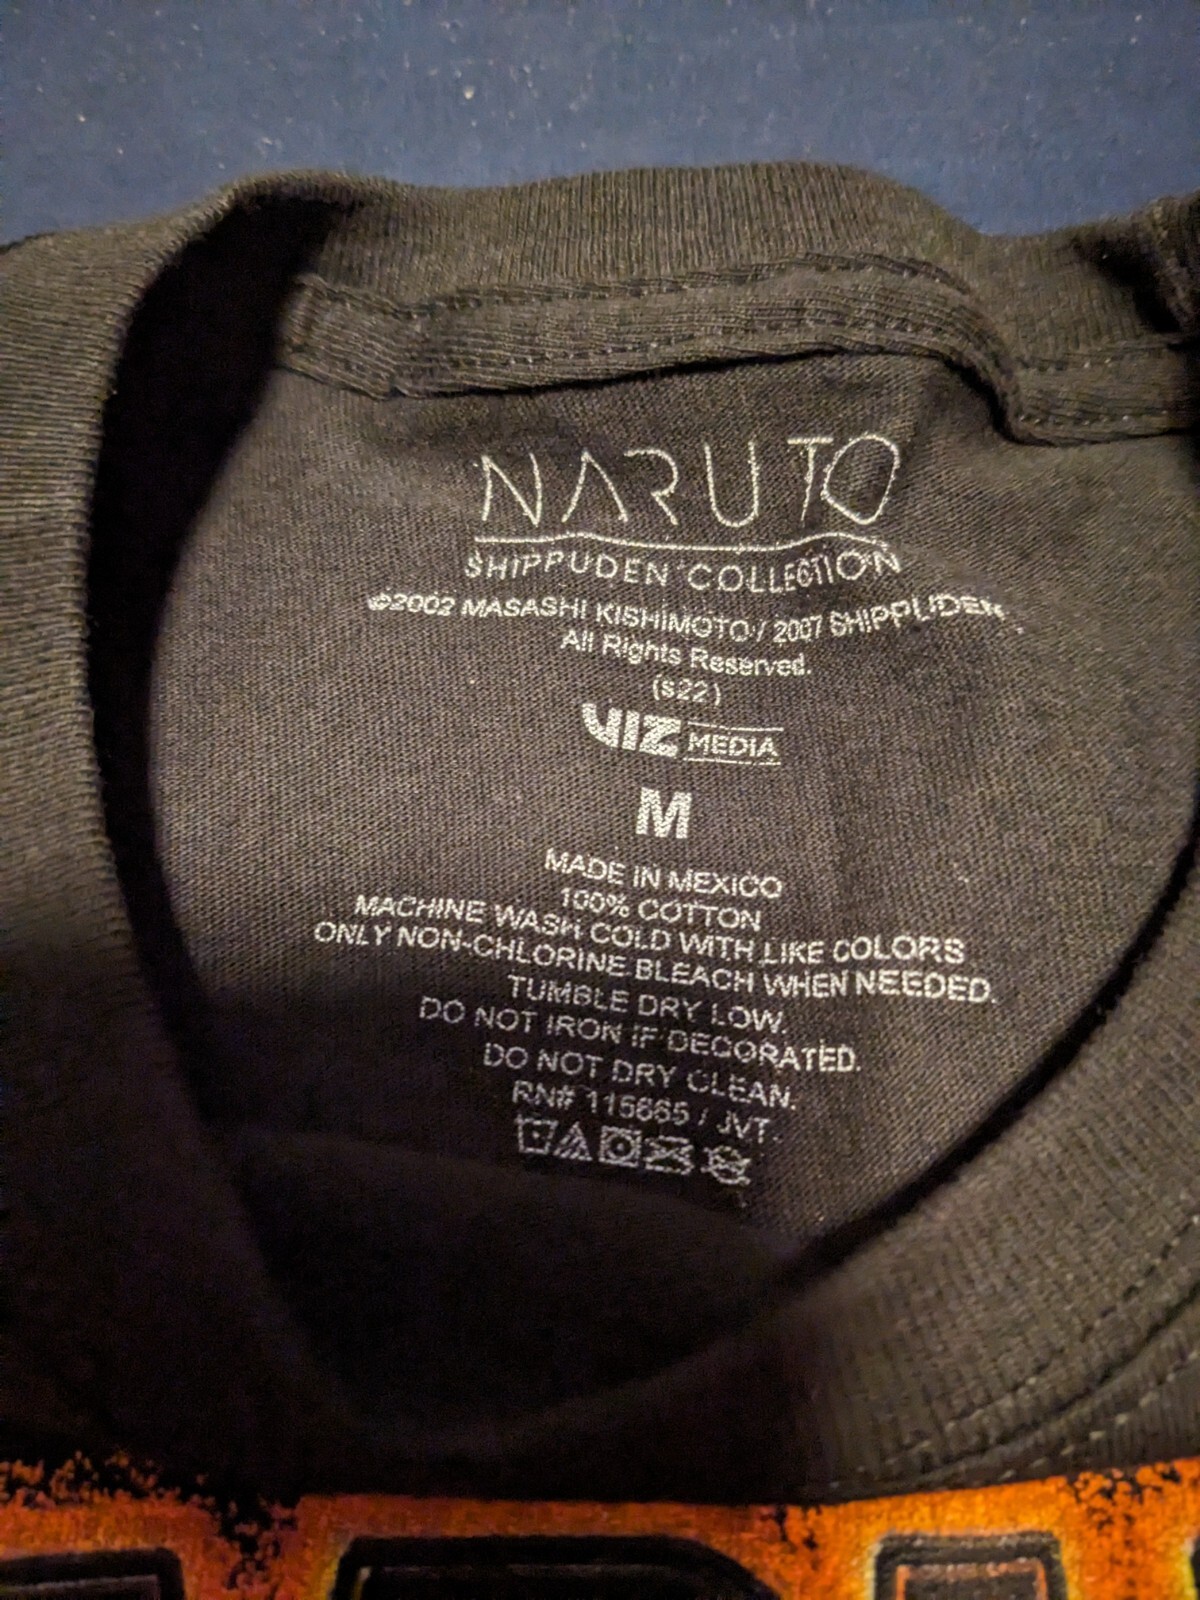 NARUTO
SHIPPUDEN COLLECTION
©2002 MASASHI KISHIMOTO / 2007 SHIPPUDEN
All Rights Reserved.
(s22)
VIZ MEDIA
M
MADE IN MEXICO
100% COTTON
MACHINE WASH COLD WITH LIKE COLORS
ONLY NON-CHLORINE BLEACH WHEN NEEDED.
TUMBLE DRY LOW.
DO NOT IRON IF DECORATED.
DO NOT DRY CLEAN.
RN# 115665 / JVT.